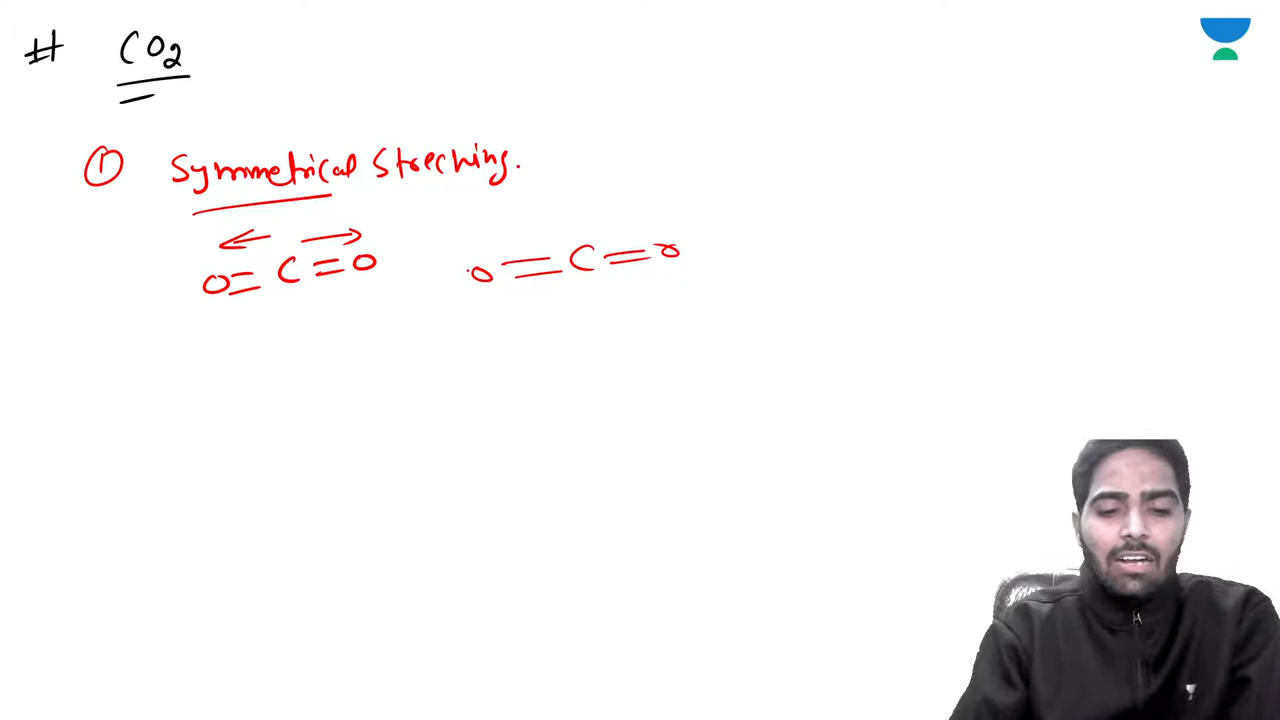 # CO2
① Symmetrical Streching.
O=C=O O=C=O